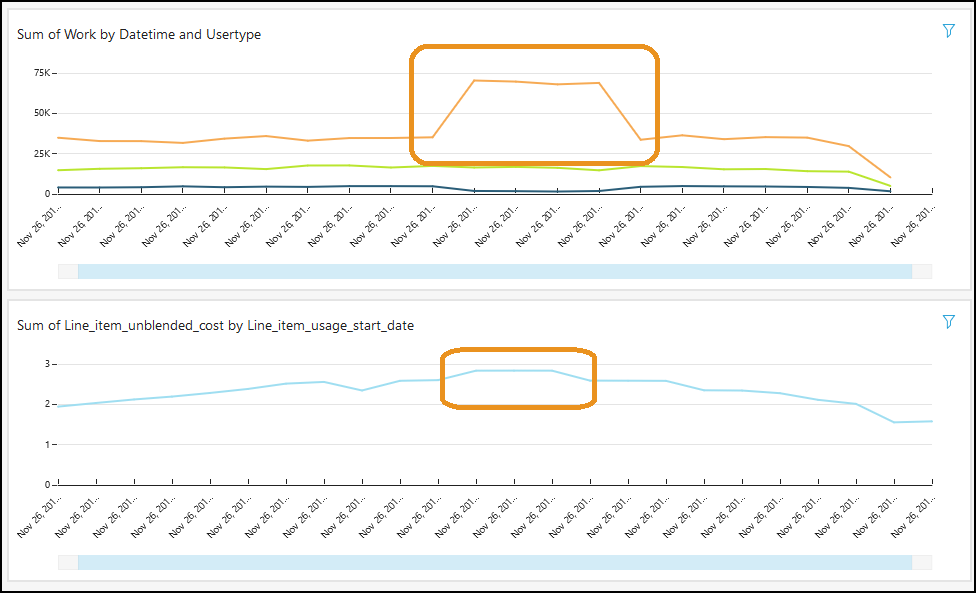 Sum of Work by Datetime and Usertype
75K
50K
25K
0
Nov 26, 201... Nov 26, 201... Nov 26, 201... Nov 26, 201... Nov 26, 201... Nov 26, 201... Nov 26, 201... Nov 26, 201... Nov 26, 201... Nov 26, 201... Nov 26, 201... Nov 26, 201... Nov 26, 201... Nov 26, 201... Nov 26, 201... Nov 26, 201... Nov 26, 201... Nov 26, 201... Nov 26, 201... Nov 26, 201... Nov 26, 201... Nov 26, 201...
Sum of Line_item_unblended_cost by Line_item_usage_start_date
3
2
1
0
Nov 26, 201... Nov 26, 201... Nov 26, 201... Nov 26, 201... Nov 26, 201... Nov 26, 201... Nov 26, 201... Nov 26, 201... Nov 26, 201... Nov 26, 201... Nov 26, 201... Nov 26, 201... Nov 26, 201... Nov 26, 201... Nov 26, 201... Nov 26, 201... Nov 26, 201... Nov 26, 201... Nov 26, 201... Nov 26, 201... Nov 26, 201... Nov 26, 201... Nov 26, 201... Nov 26, 201...